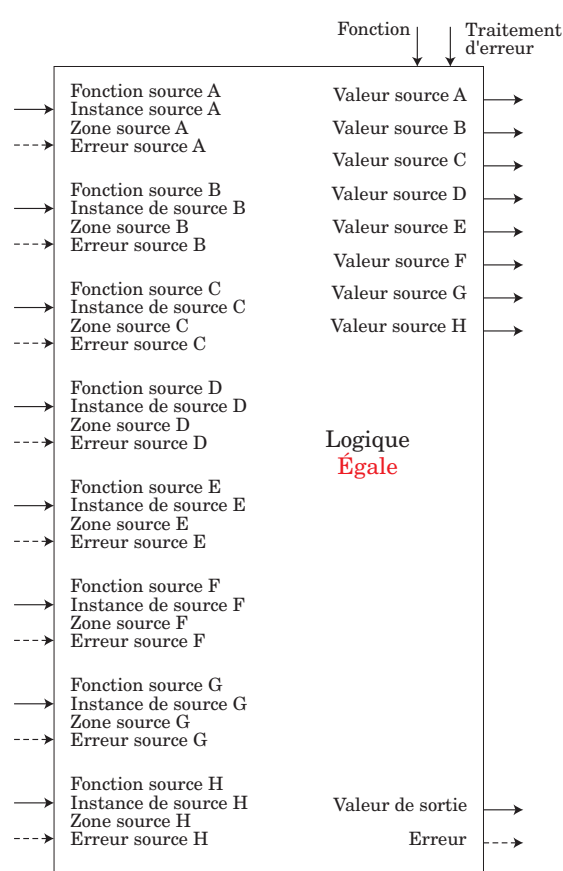 Fonction
Traitement
d'erreur
Fonction source A
Instance source A
Zone source A
Erreur source A
Fonction source B
Instance de source B
Zone source B
Erreur source B
Fonction source C
Instance de source C
Zone source C
Erreur source C
Fonction source D
Instance de source D
Zone source D
Erreur source D
Fonction source E
Instance de source E
Zone source E
Erreur source E
Fonction source F
Instance de source F
Zone source F
Erreur source F
Fonction source G
Instance de source G
Zone source G
Erreur source G
Fonction source H
Instance de source H
Zone source H
Erreur source H
Valeur source A
Valeur source B
Valeur source C
Valeur source D
Valeur source E
Valeur source F
Valeur source G
Valeur source H
Logique
Égale
Valeur de sortie
Erreur